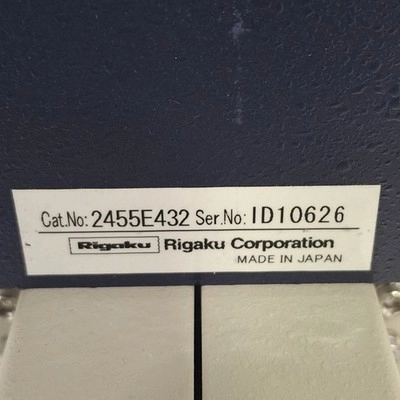 Cat.No: 2455E432 Ser.No: ID10626
Rigaku Rigaku Corporation
MADE IN JAPAN